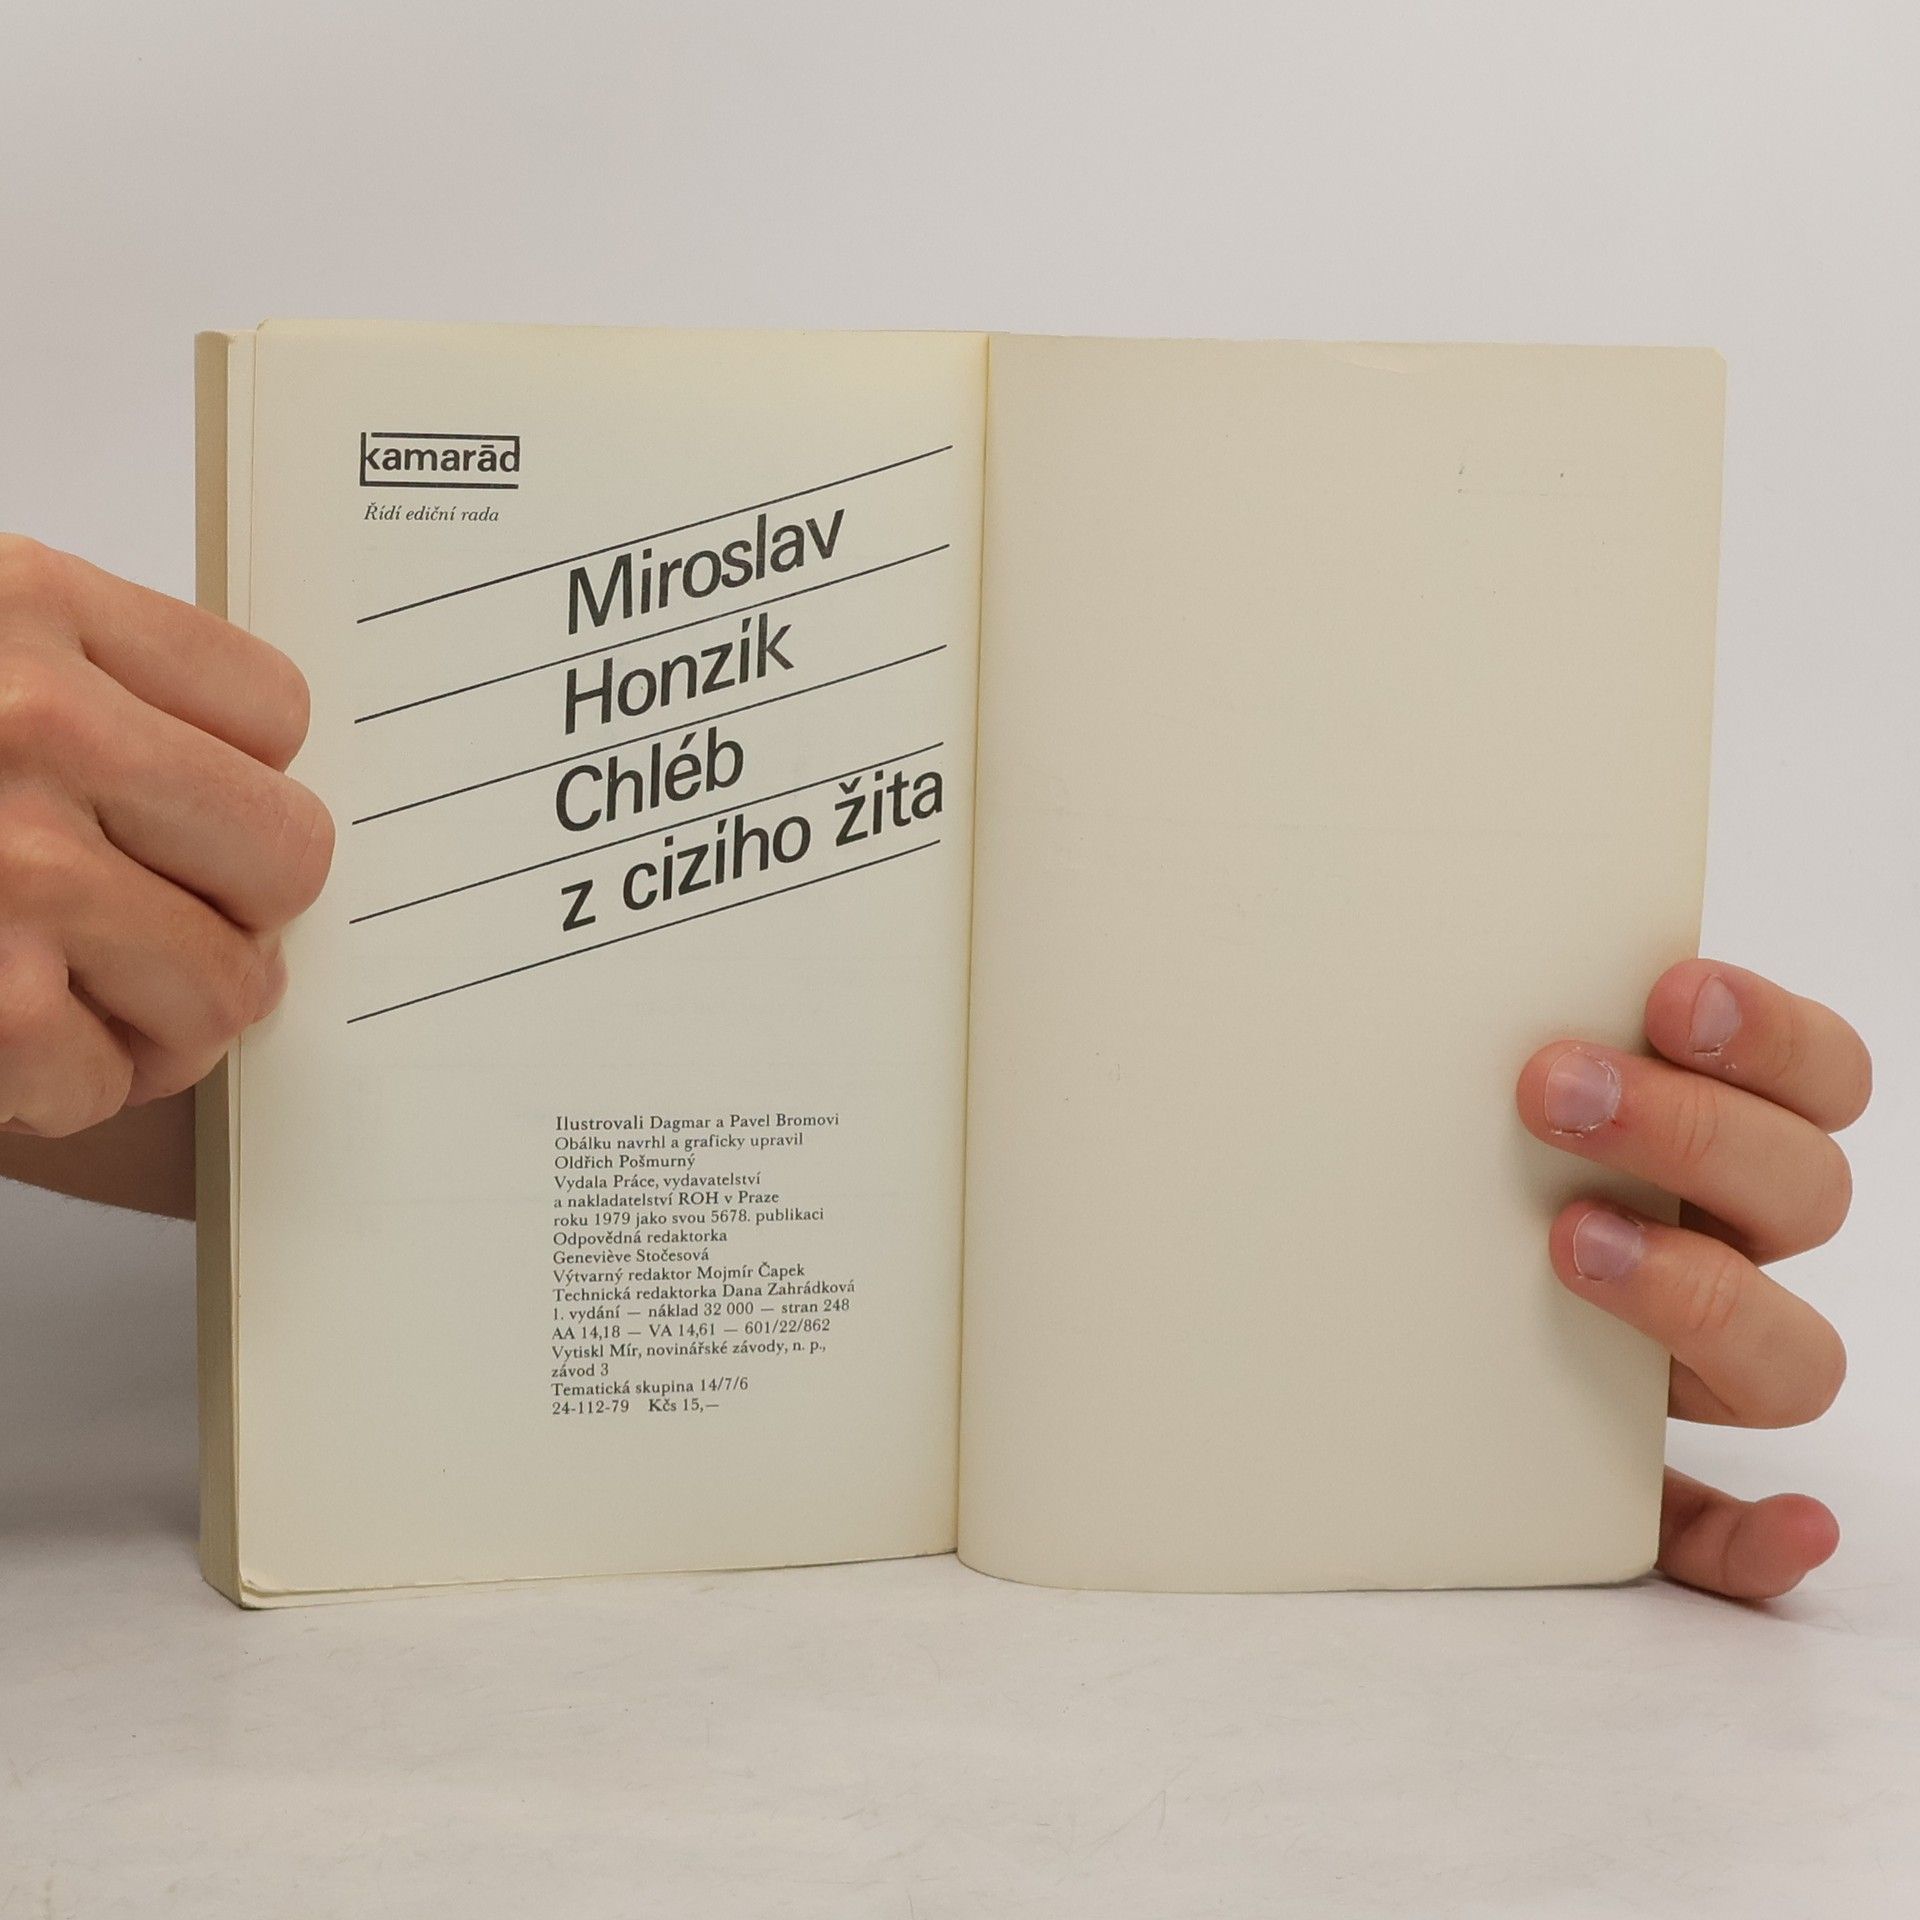 kamarād
Řídí ediční rada
Miroslav
Honzík
Chléb
z cizího žita
Ilustrovali Dagmar a Pavel Bromovi
Obálku navrhl a graficky upravil
Oldřich Pošmurný
Vydala Práce, vydavatelství
a nakladatelství ROH v Praze
roku 1979 jako svou 5678. publikaci
Odpovědná redaktorka
Geneviève Stočesová
Výtvarný redaktor Mojmír Čapek
Technická redaktorka Dana Zahrádková
1. vydání — náklad 32 000 — stran 248
AA 14,18 — VA 14,61 — 601/22/862
Vytiskl Mír, novinářské závody, n. p.,
závod 3
Tematická skupina 14/7/6
24-112-79 Kčs 15,—